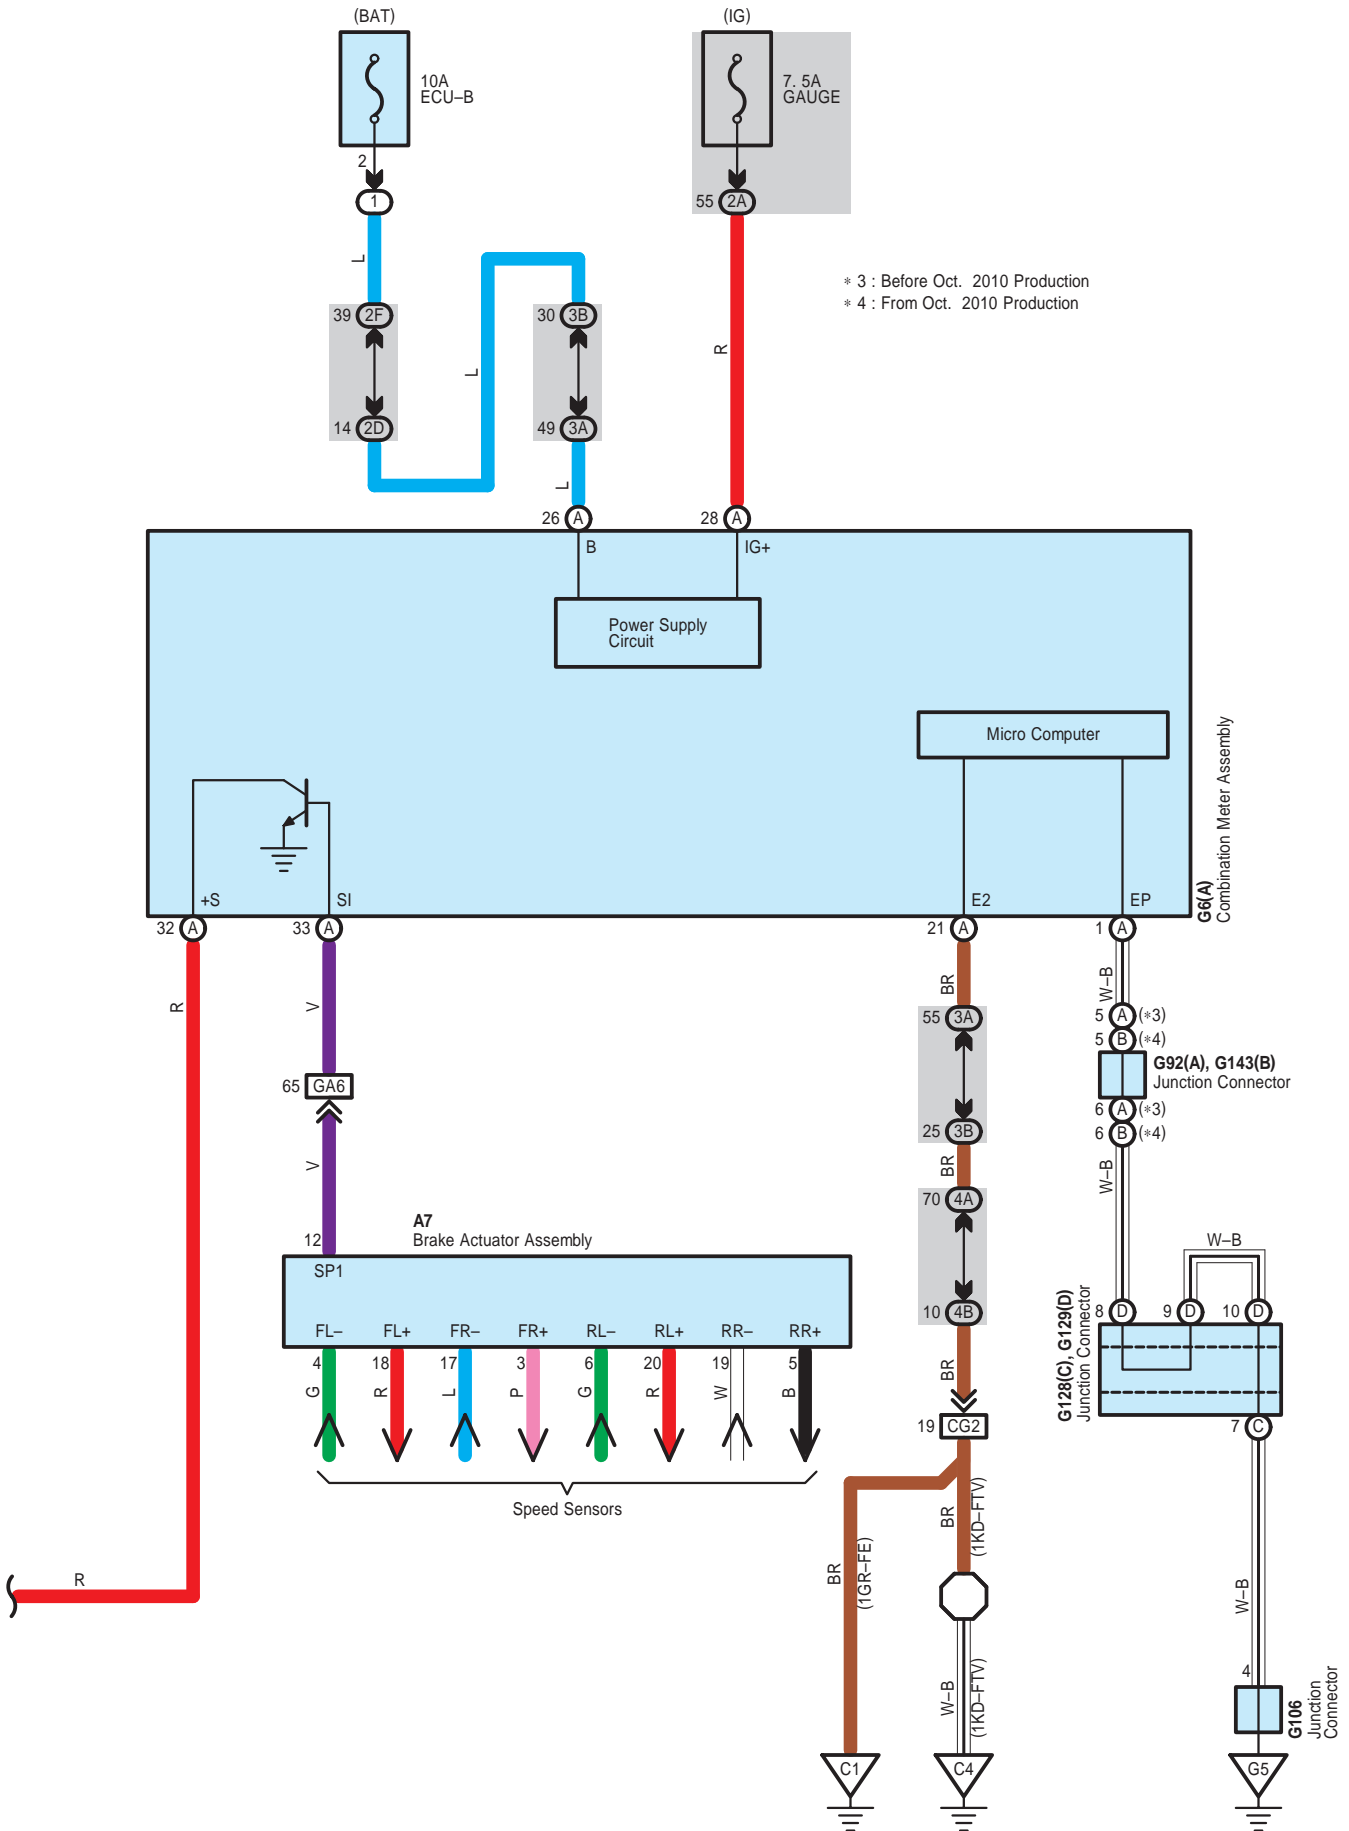 (BAT)
(IG)
10A
ECU–B
7. 5A
GAUGE
2
1
55 2A
L
∗ 3 : Before Oct. 2010 Production
∗ 4 : From Oct. 2010 Production
39 2F
30 3B
L
R
14 2D
49 3A
L
26 A
28 A
B
IG+
Power Supply
Circuit
Micro Computer
G6(A)
Combination Meter Assembly
+S
SI
E2
EP
32 A
33 A
21 A
1 A
R
V
BR
W–B
55 3A
5 A (∗3)
5 B (∗4)
G92(A), G143(B)
Junction Connector
65 GA6
6 A (∗3)
6 B (∗4)
25 3B
V
BR
W–B
70 4A
A7
Brake Actuator Assembly
12
SP1
W–B
10 4B
8 D
9 D
10 D
G128(C), G129(D)
Junction Connector
FL–
FL+
FR–
FR+
RL–
RL+
RR–
RR+
4
18
17
3
6
20
19
5
G
R
L
P
G
R
W
B
BR
19 CG2
7 C
Speed Sensors
BR
(1KD–FTV)
BR
(1GR–FE)
R
W–B
W–B
(1KD–FTV)
4
G106
Junction
Connector
C1
C4
G5